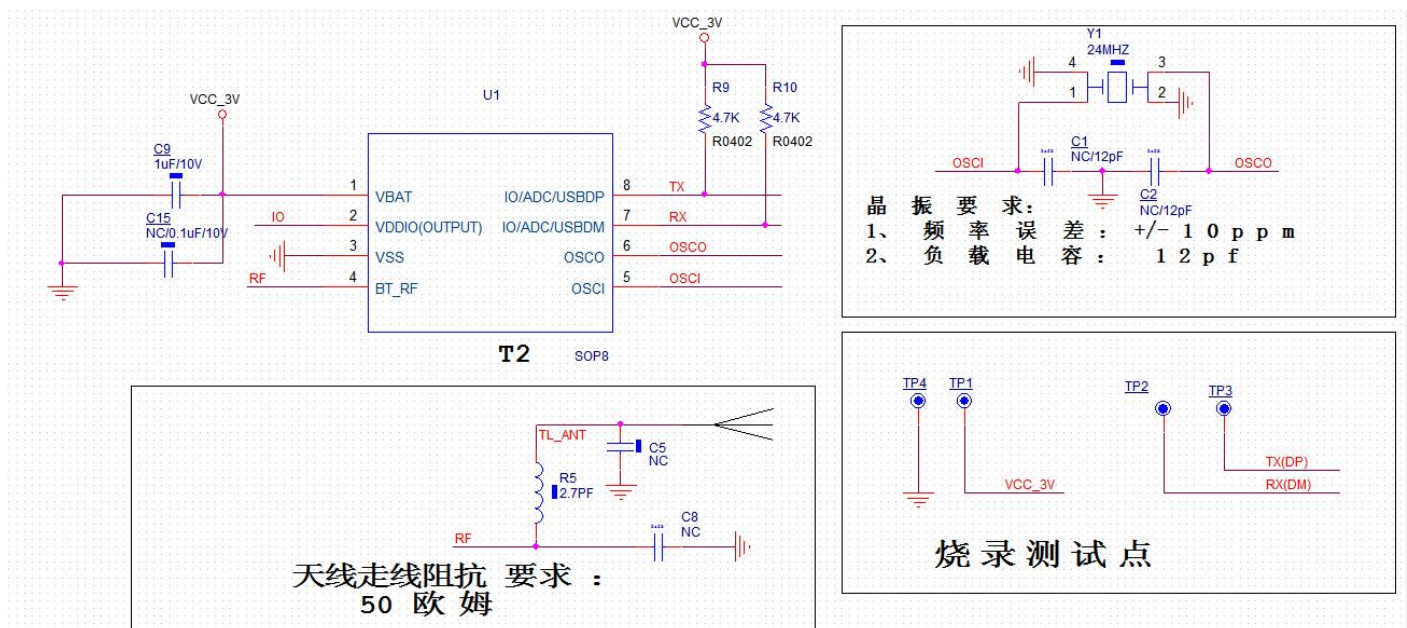 VCC_3V
C9
1uF/10V
C15
NC/0.1uF/10V
U1
1
VBAT
IO
2
VDDIO(OUTPUT)
3
VSS
RF
4
BT_RF
IO/ADC/USBDP
8
TX
IO/ADC/USBDM
7
RX
OSCO
6
OSCO
OSCI
5
OSCI
T2
SOP8
VCC_3V
R9
4.7K
R0402
R10
4.7K
R0402
Y1
24MHZ
4
3
1
2
C1
NC/12pF
OSCI
OSCO
C2
NC/12pF
晶 振 要 求：
1、 频 率 误 差 ： +/- 1 0 p p m
2、 负 载 电 容 ： 1 2 p f
TL_ANT
C5
NC
R5
2.7PF
C8
NC
RF
天线走线阻抗 要求 ：
50 欧 姆
TP4
TP1
TP2
TP3
TX(DP)
VCC_3V
RX(DM)
烧 录 测 试 点